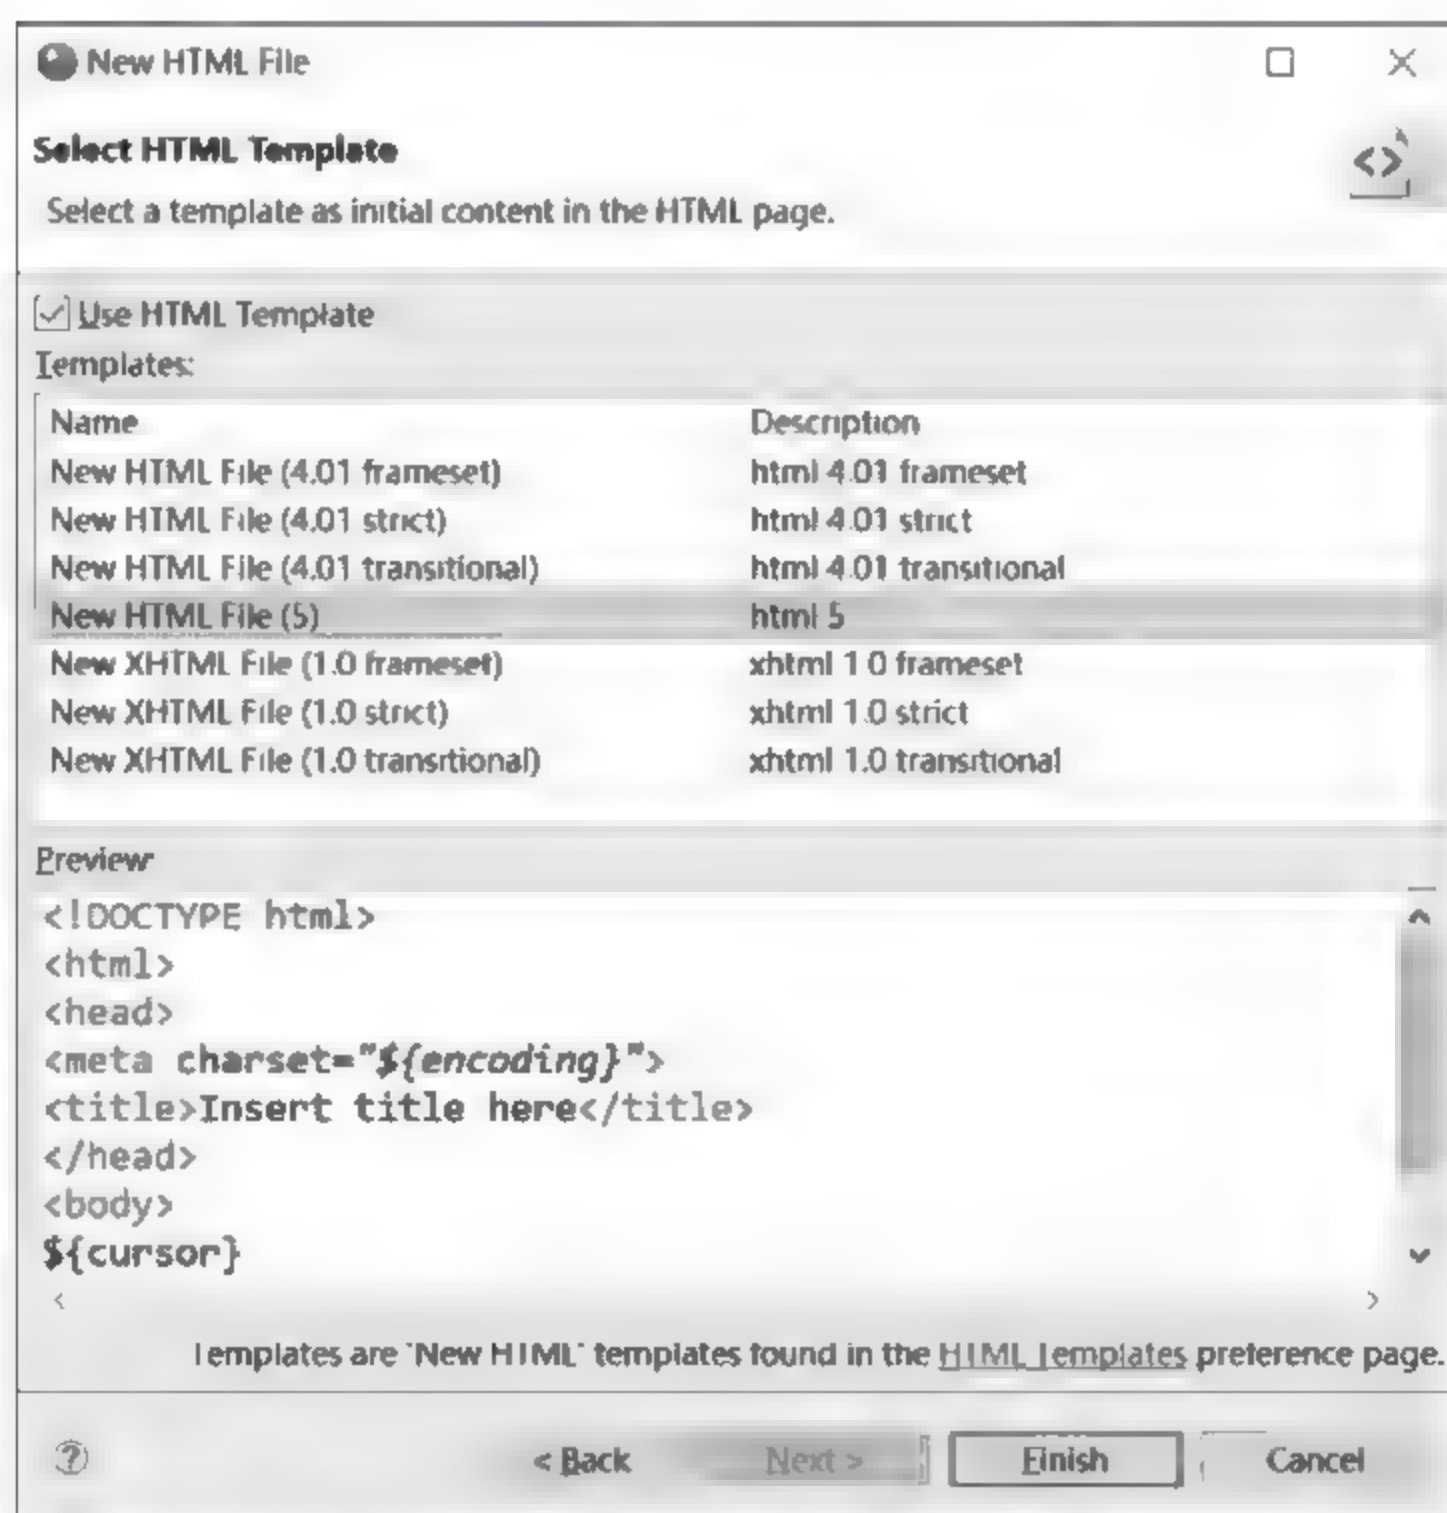 New HTML File
Select HTML Template
Select a template as initial content in the HTML page.
Use HTML Template
Templates:
Name Description
New HTML File (4.01 frameset) html 4.01 frameset
New HTML File (4.01 strict) html 4.01 strict
New HTML File (4.01 transitional) html 4.01 transitional
New HTML File (5) html 5
New XHTML File (1.0 frameset) xhtml 1.0 frameset
New XHTML File (1.0 strict) xhtml 1.0 strict
New XHTML File (1.0 transitional) xhtml 1.0 transitional
Preview:
<!DOCTYPE html>
<html>
<head>
<meta charset="${encoding}">
<title>Insert title here</title>
</head>
<body>
${cursor}
Templates are 'New HTML' templates found in the HTML Templates preference page.
? < Back Next > Finish Cancel